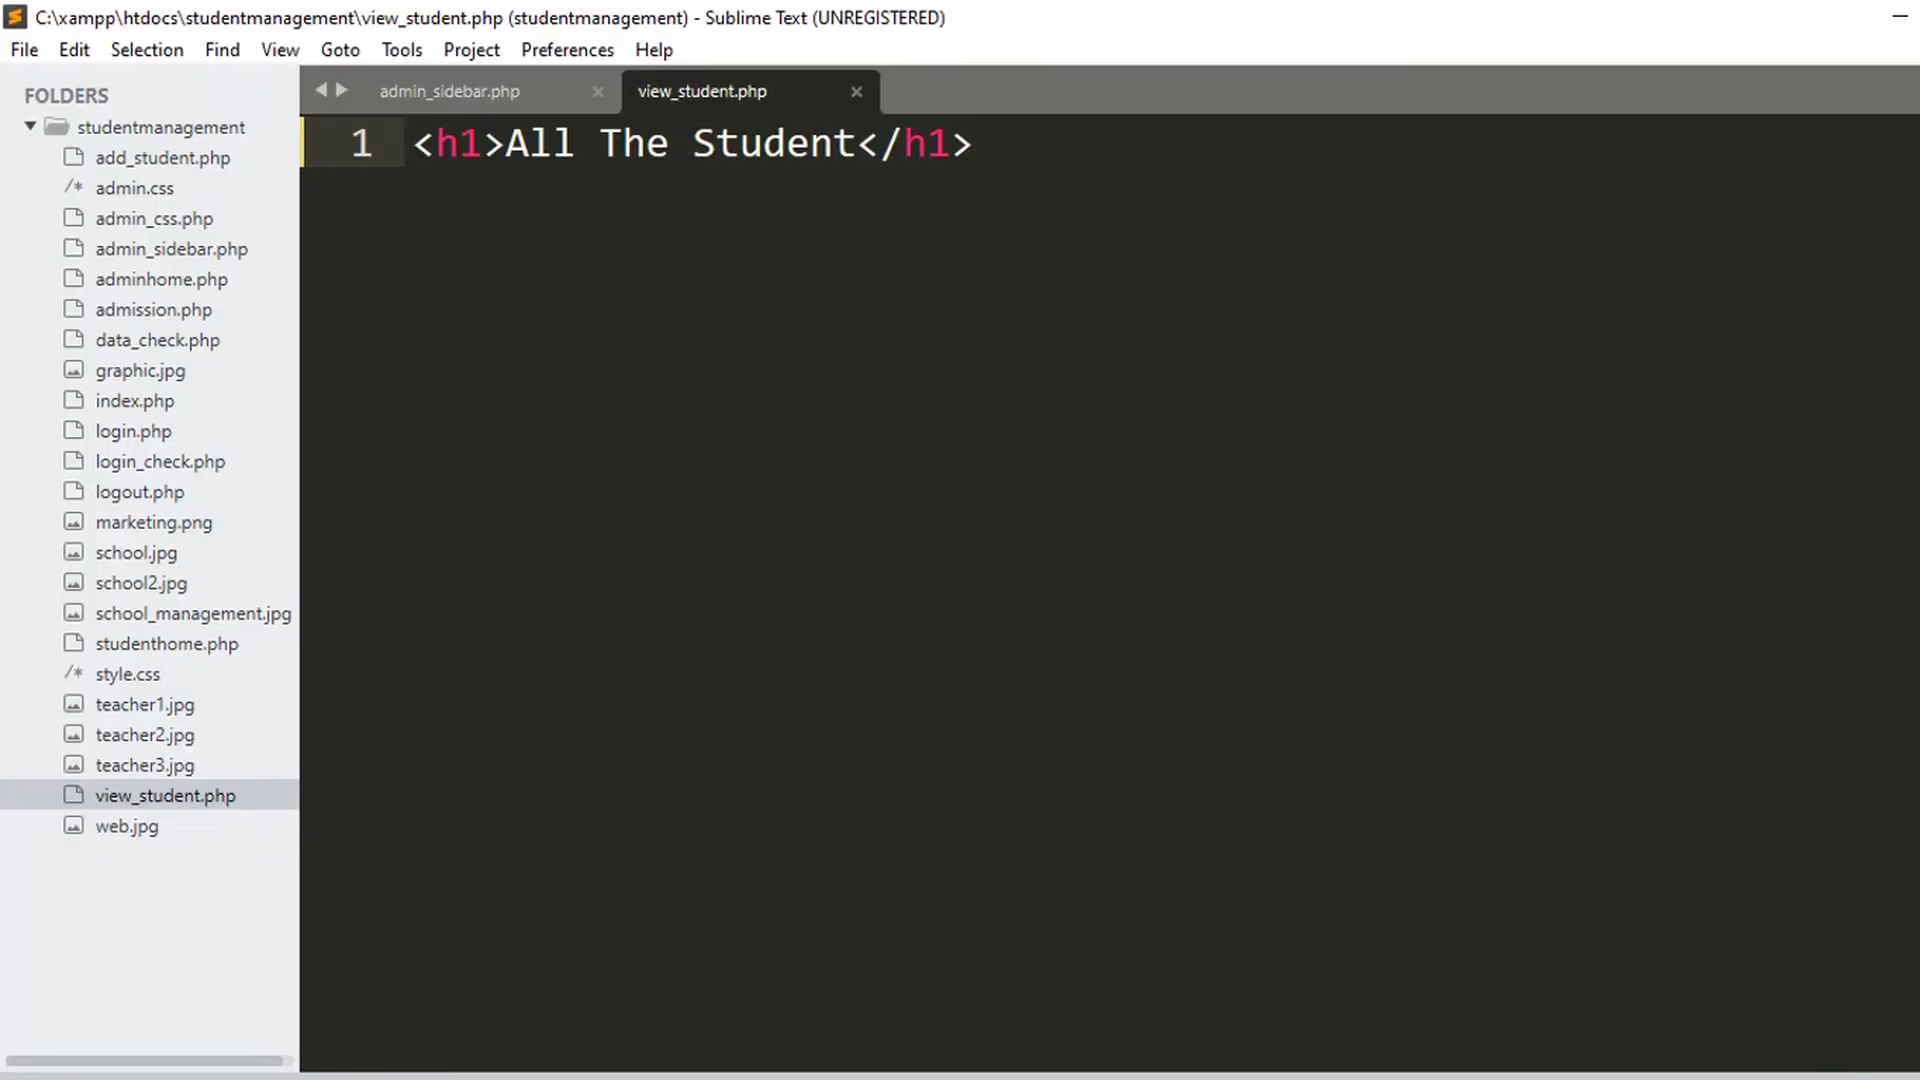 C:\xampp\htdocs\studentmanagement\view_student.php (studentmanagement) - Sublime Text (UNREGISTERED)
File Edit Selection Find View Goto Tools Project Preferences Help
FOLDERS
studentmanagement
add_student.php
/* admin.css
admin_css.php
admin_sidebar.php
adminhome.php
admission.php
data_check.php
graphic.jpg
index.php
login.php
login_check.php
logout.php
marketing.png
school.jpg
school2.jpg
school_management.jpg
studenthome.php
/* style.css
teacher1.jpg
teacher2.jpg
teacher3.jpg
view_student.php
web.jpg
admin_sidebar.php
view_student.php
1 <h1>All The Student</h1>